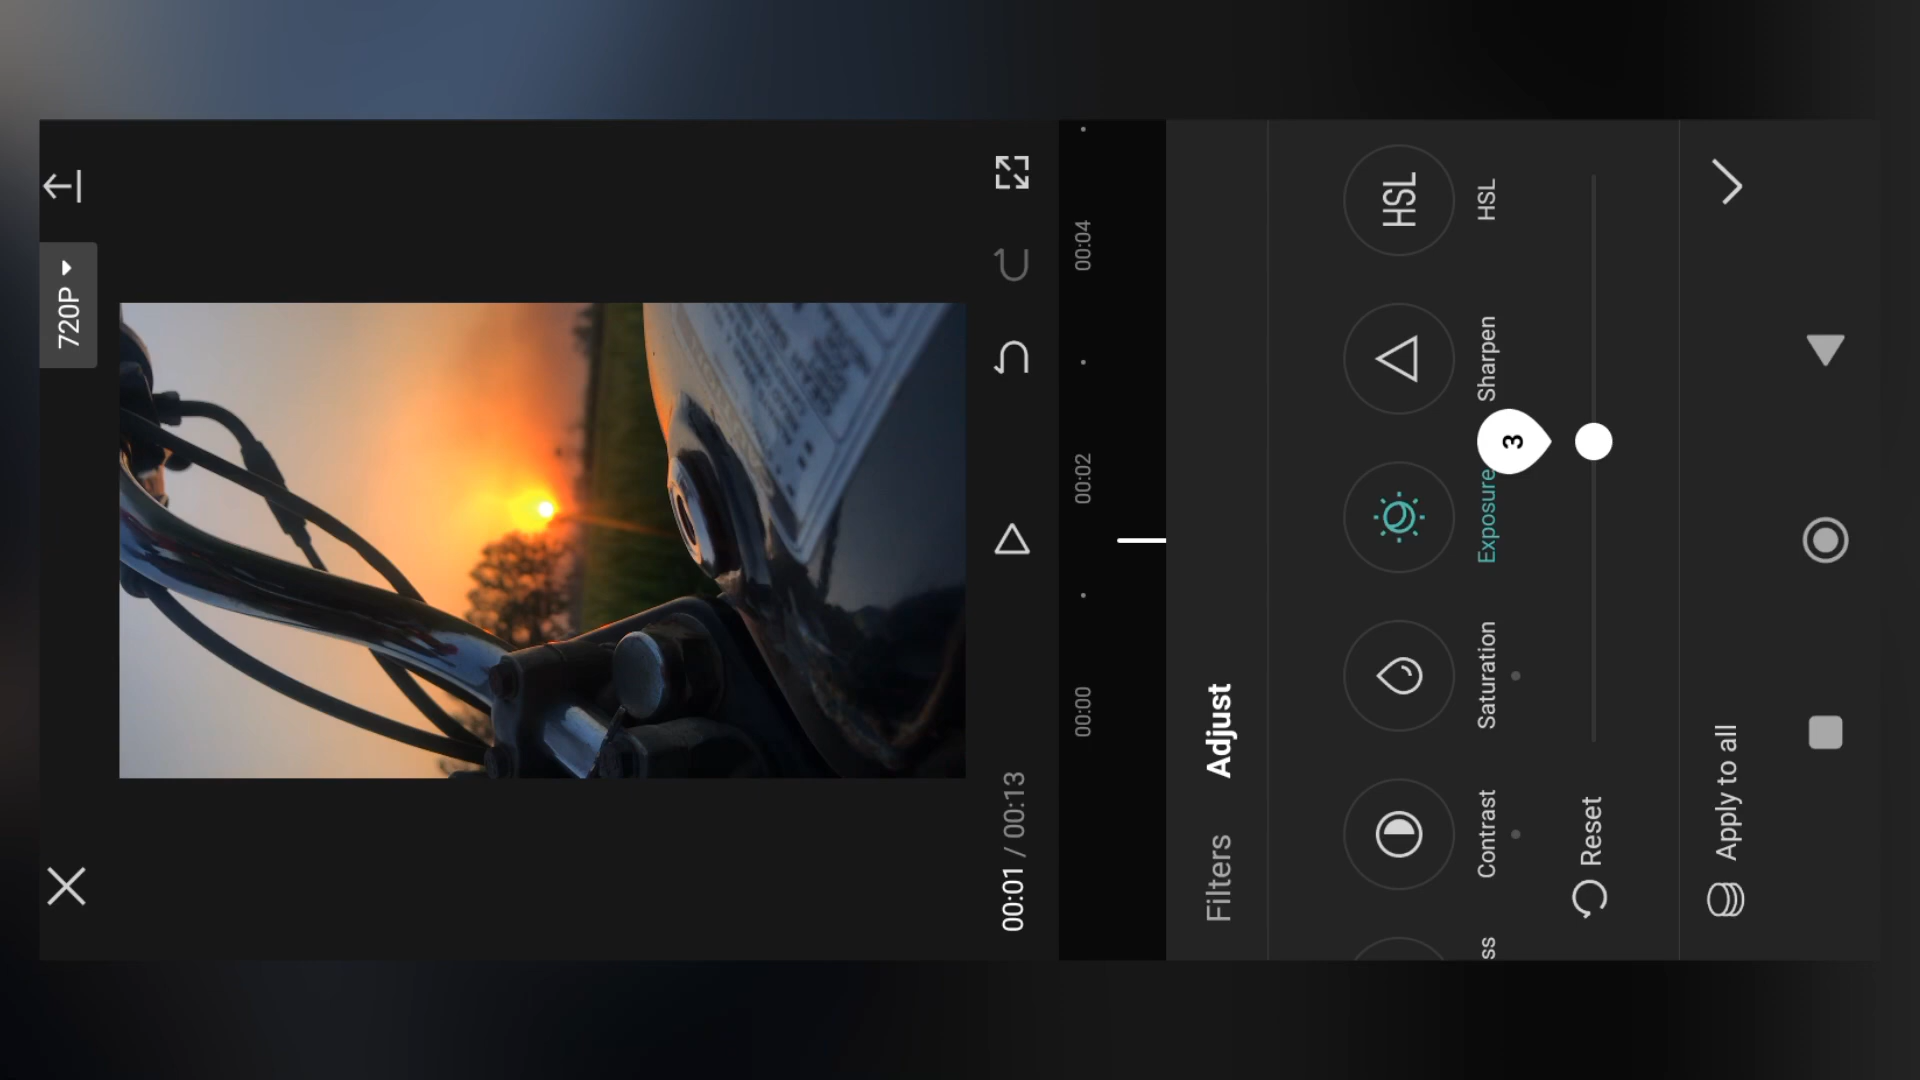 720P
00:01 / 00:13
00:00
00:02
00:04
Filters
Adjust
ss
Contrast
Saturation
Exposure
Sharpen
HSL
HSL
3
Reset
Apply to all